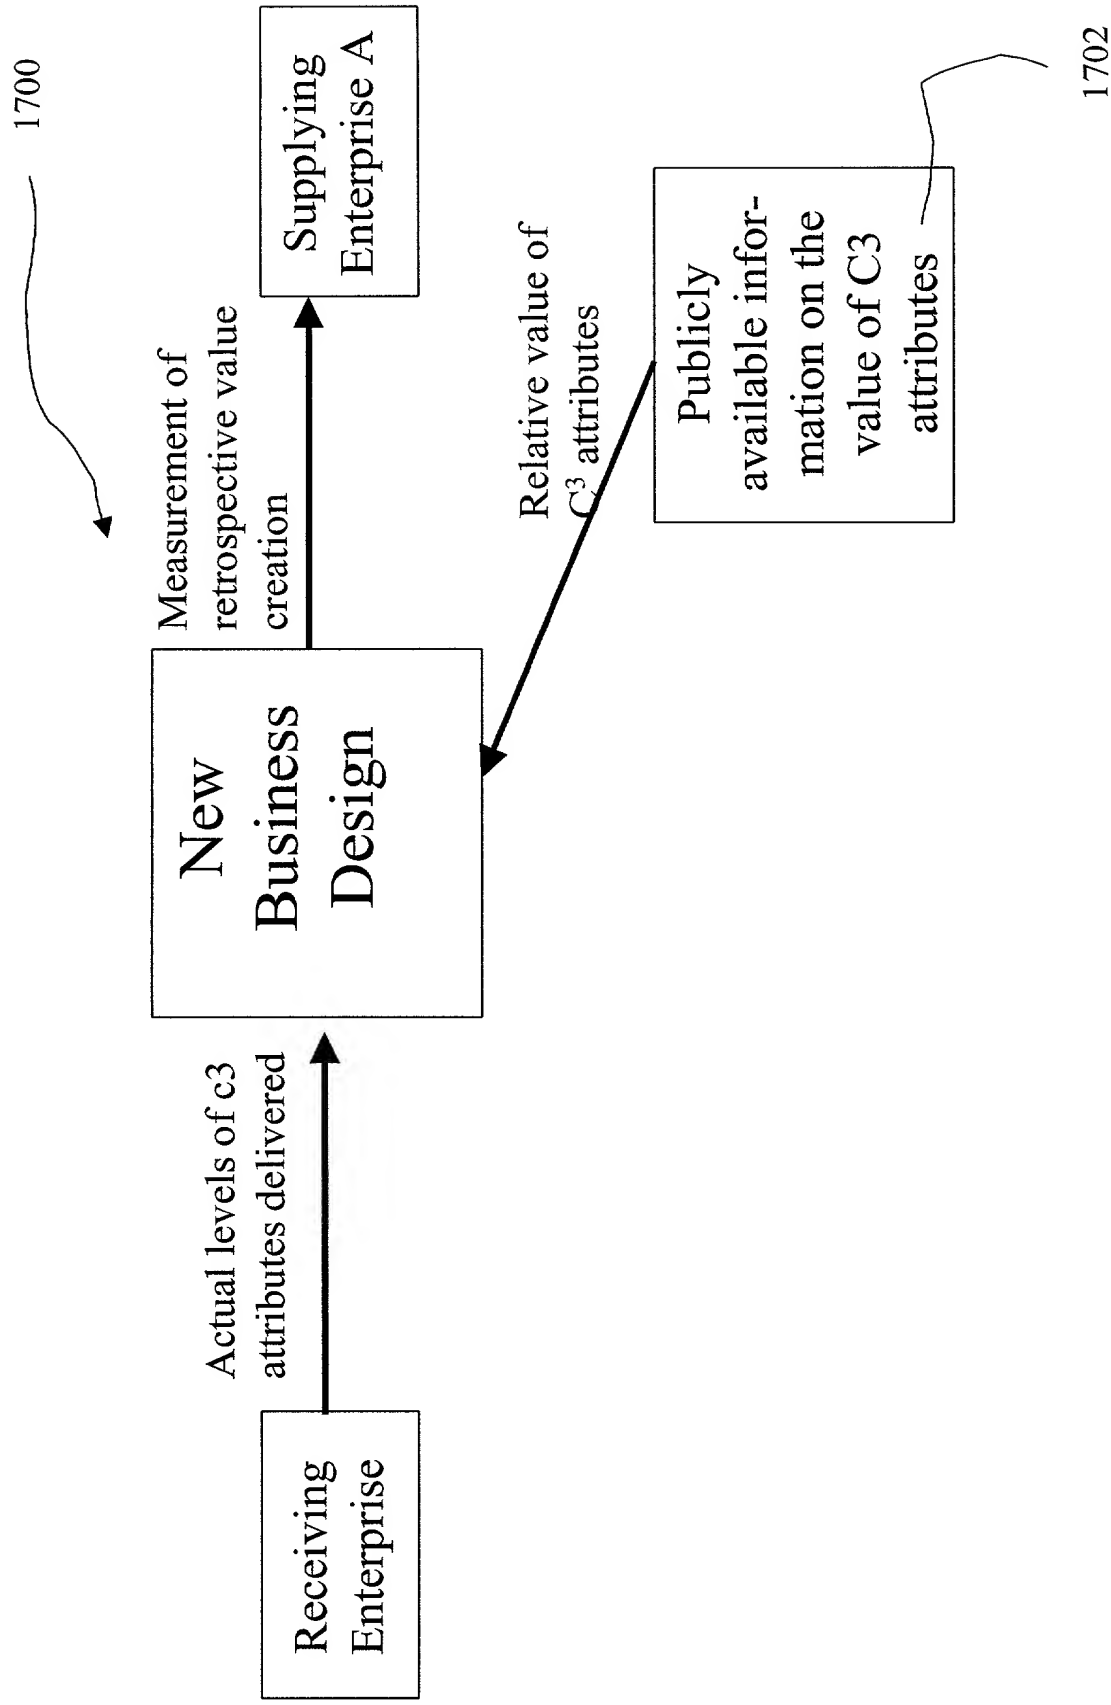 1700
Receiving
Enterprise
Actual levels of c3
attributes delivered
New
Business
Design
Measurement of
retrospective value
creation
Supplying
Enterprise A
Relative value of
C³ attributes
Publicly
available infor-
mation on the
value of C3
attributes
1702